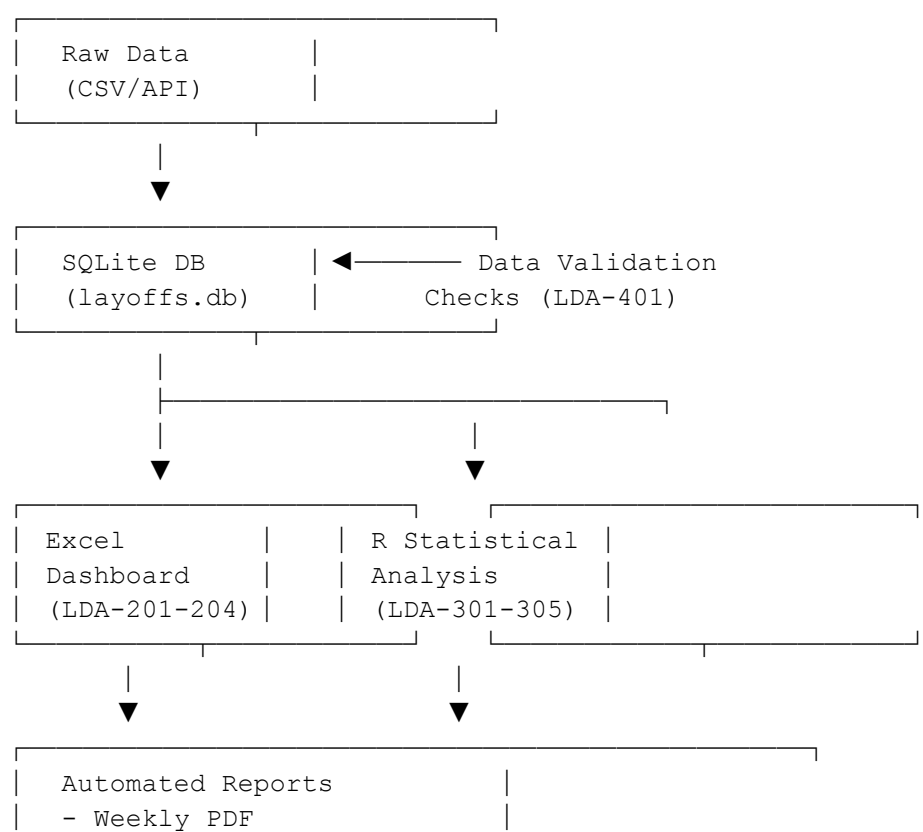 Raw Data
(CSV/API)
SQLite DB
Data Validation
(layoffs.db)
Checks (LDA-401)
Excel
R Statistical
Dashboard
Analysis
(LDA-201-204)
(LDA-301-305)
Automated Reports
- Weekly PDF